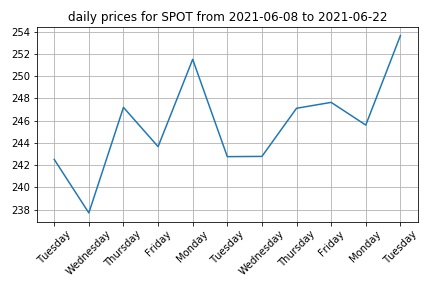 daily prices for SPOT from 2021-06-08 to 2021-06-22
254
252
250
248
246
244
242
240
238
Tuesday
Wednesday
Thursday
Friday
Monday
Tuesday
Wednesday
Thursday
Friday
Monday
Tuesday